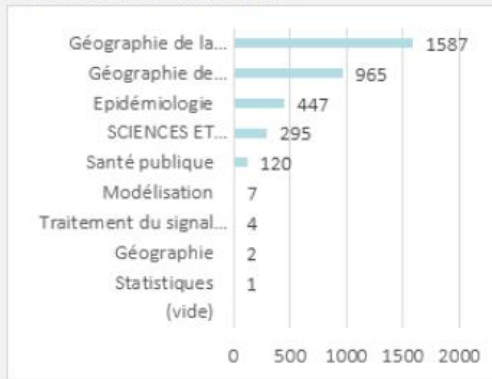 Géographie de la... 1587
Géographie de... 965
Epidémiologie 447
SCIENCES ET... 295
Santé publique 120
Modélisation 7
Traitement du signal... 4
Géographie 2
Statistiques 1
(vide)
0 500 1000 1500 2000